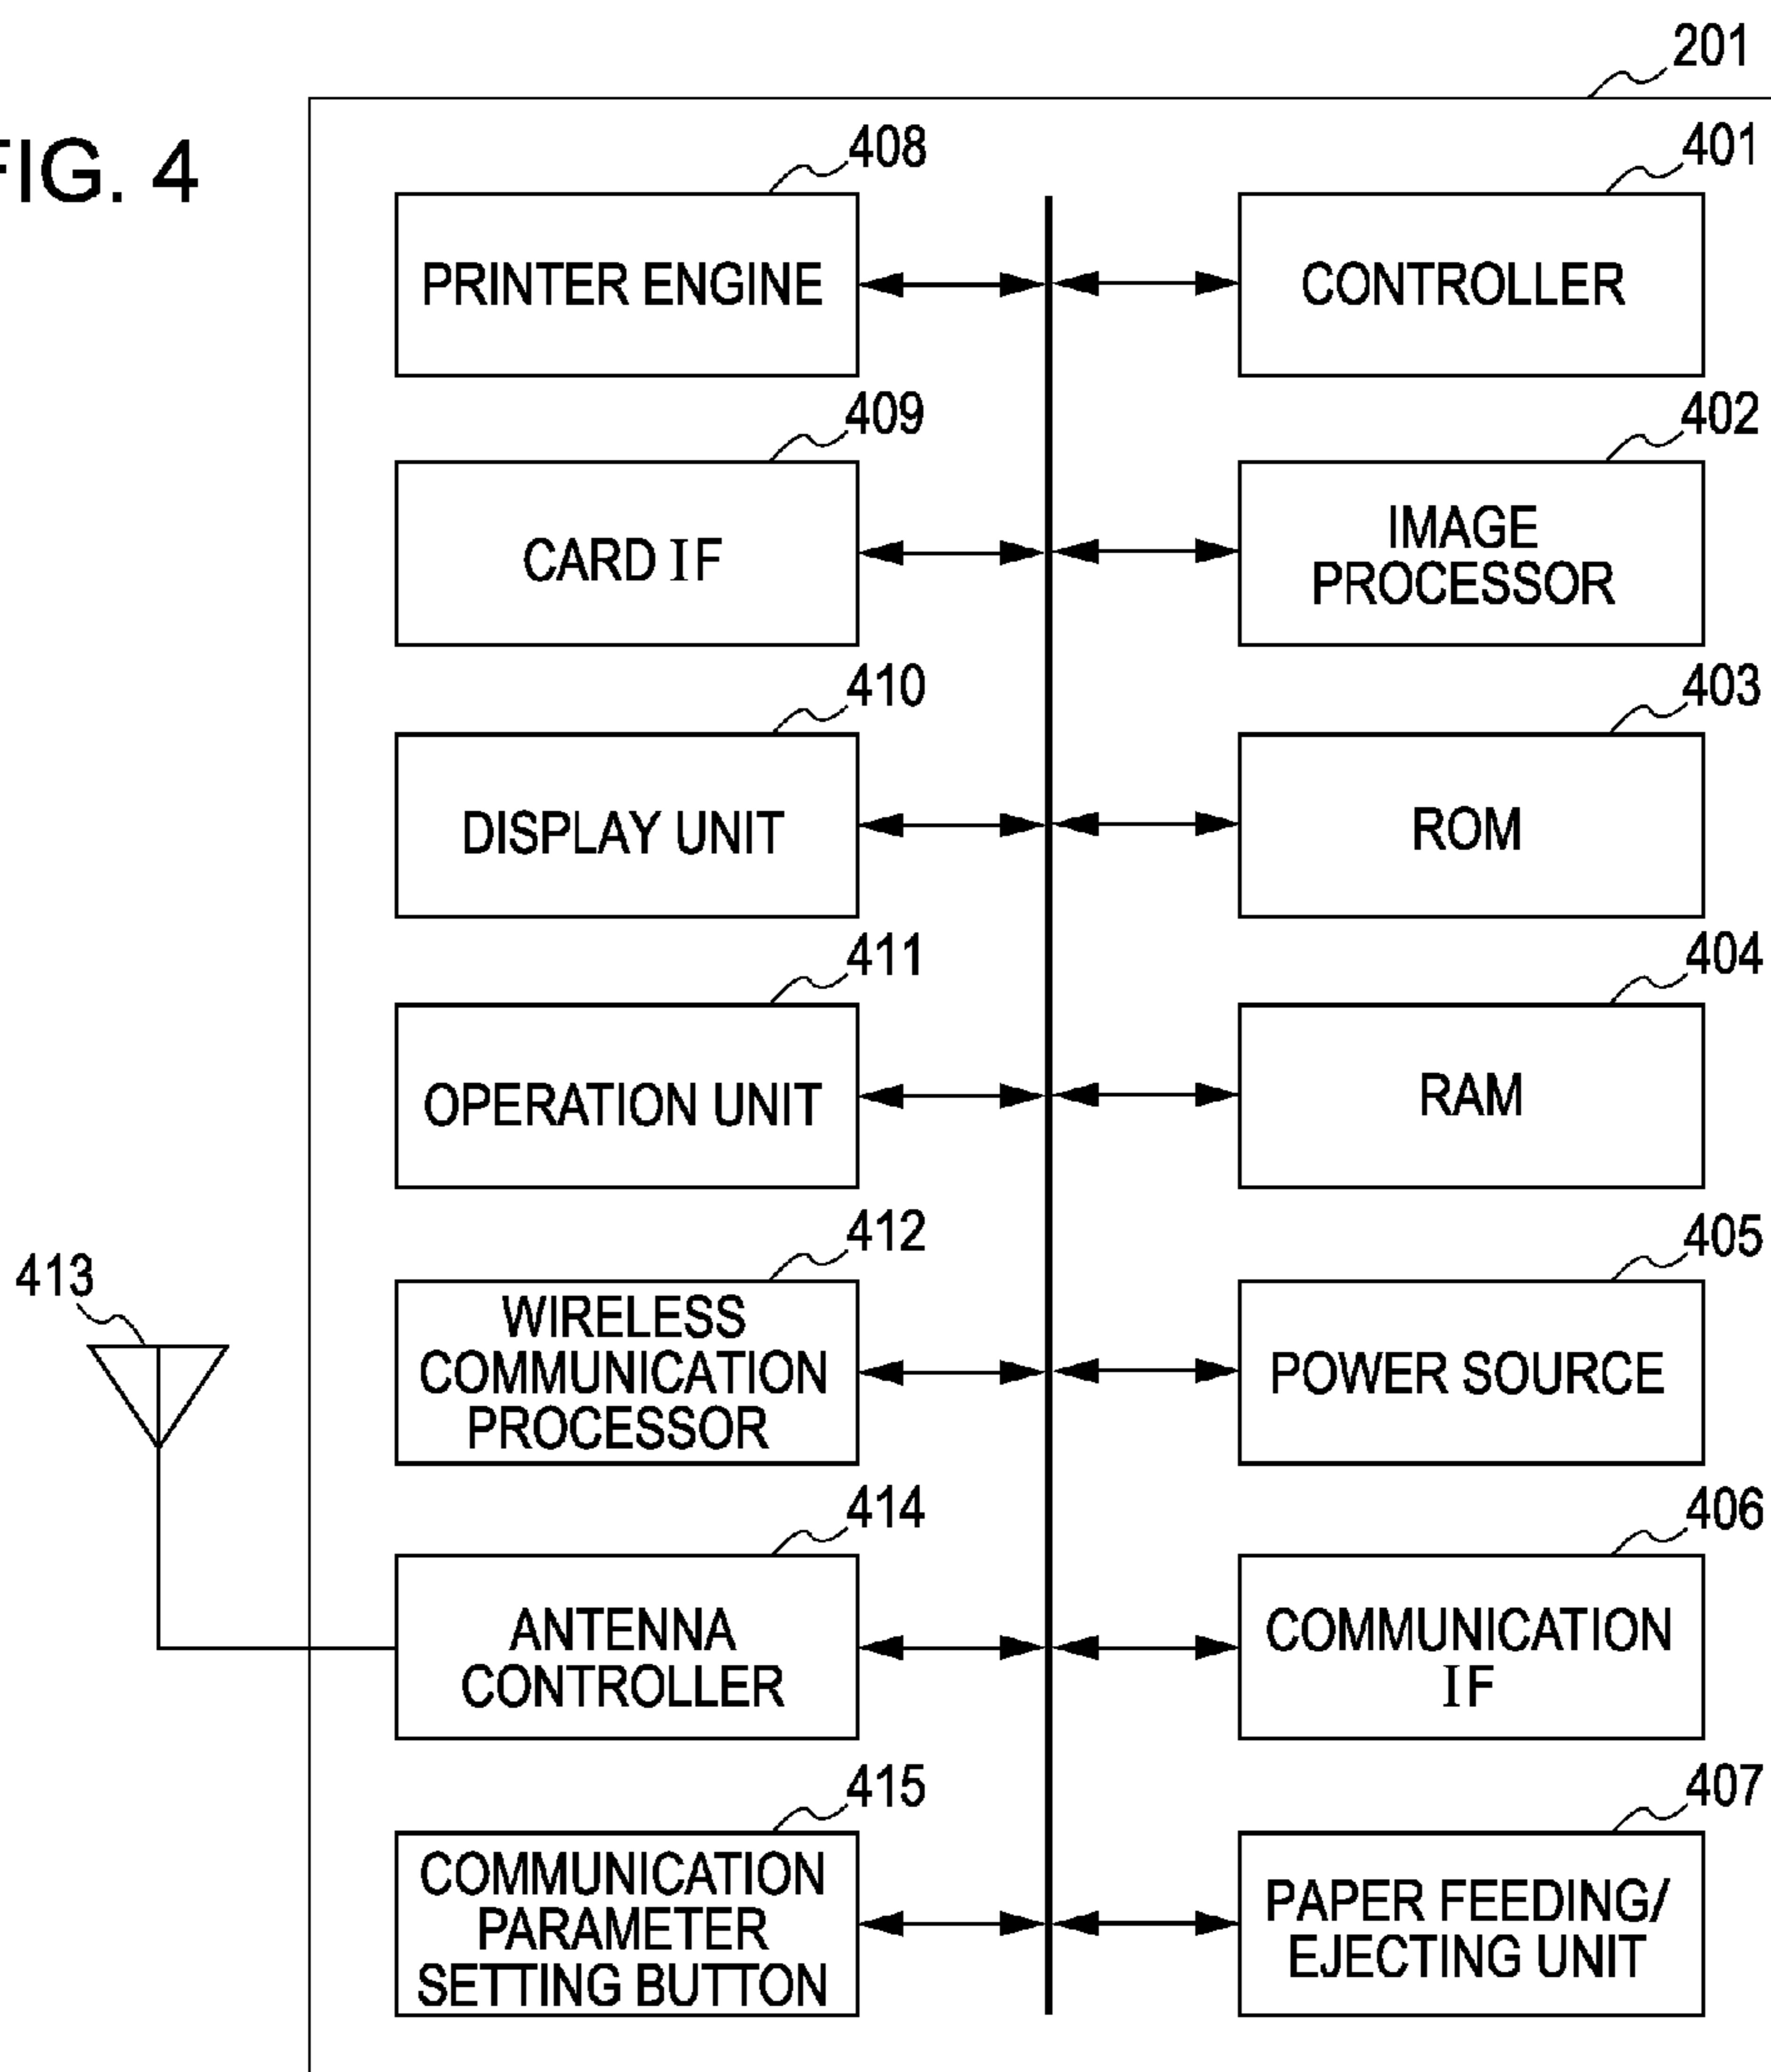 201
FIG. 4
408
401
PRINTER ENGINE
CONTROLLER
409
402
CARD IF
IMAGE
PROCESSOR
410
403
DISPLAY UNIT
ROM
411
404
OPERATION UNIT
RAM
412
405
413
WIRELESS
COMMUNICATION
PROCESSOR
POWER SOURCE
414
406
ANTENNA
CONTROLLER
COMMUNICATION
IF
415
407
COMMUNICATION
PARAMETER
SETTING BUTTON
PAPER FEEDING/
EJECTING UNIT